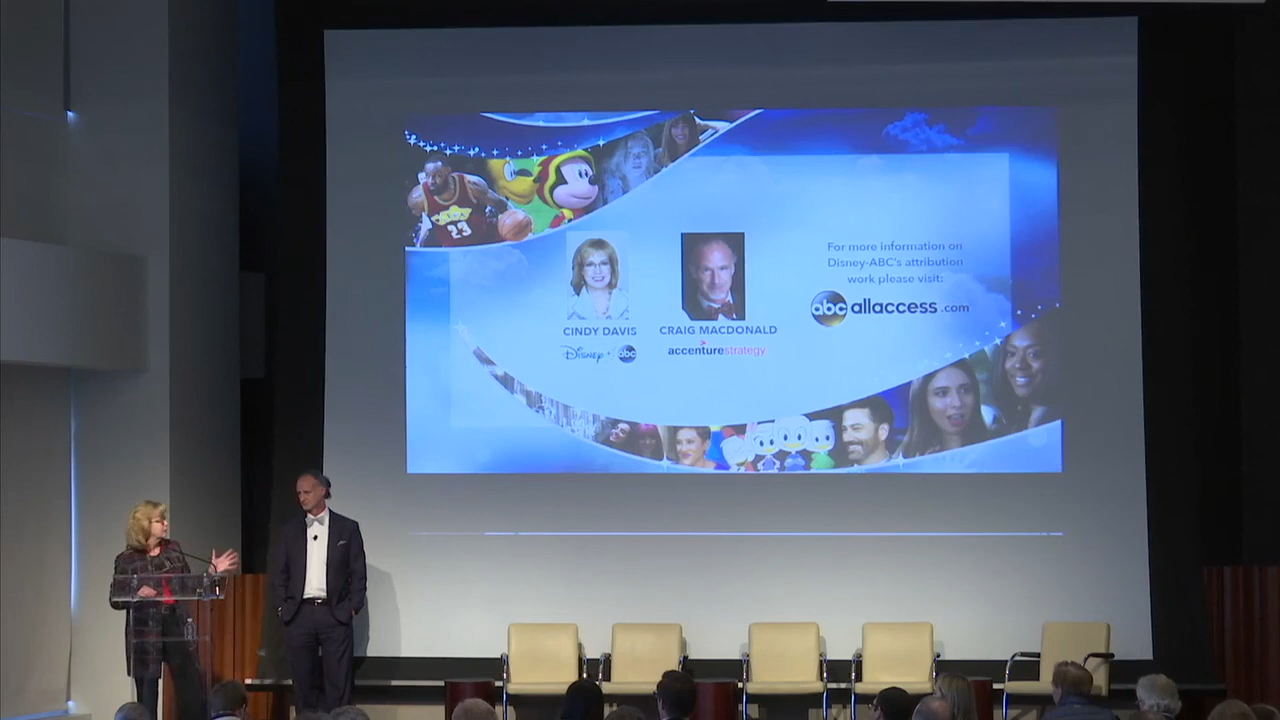 23
For more information on
Disney-ABC's attribution
work please visit:
abc allaccess.com
CINDY DAVIS
CRAIG MACDONALD
Disney + abc
accenturestrategy